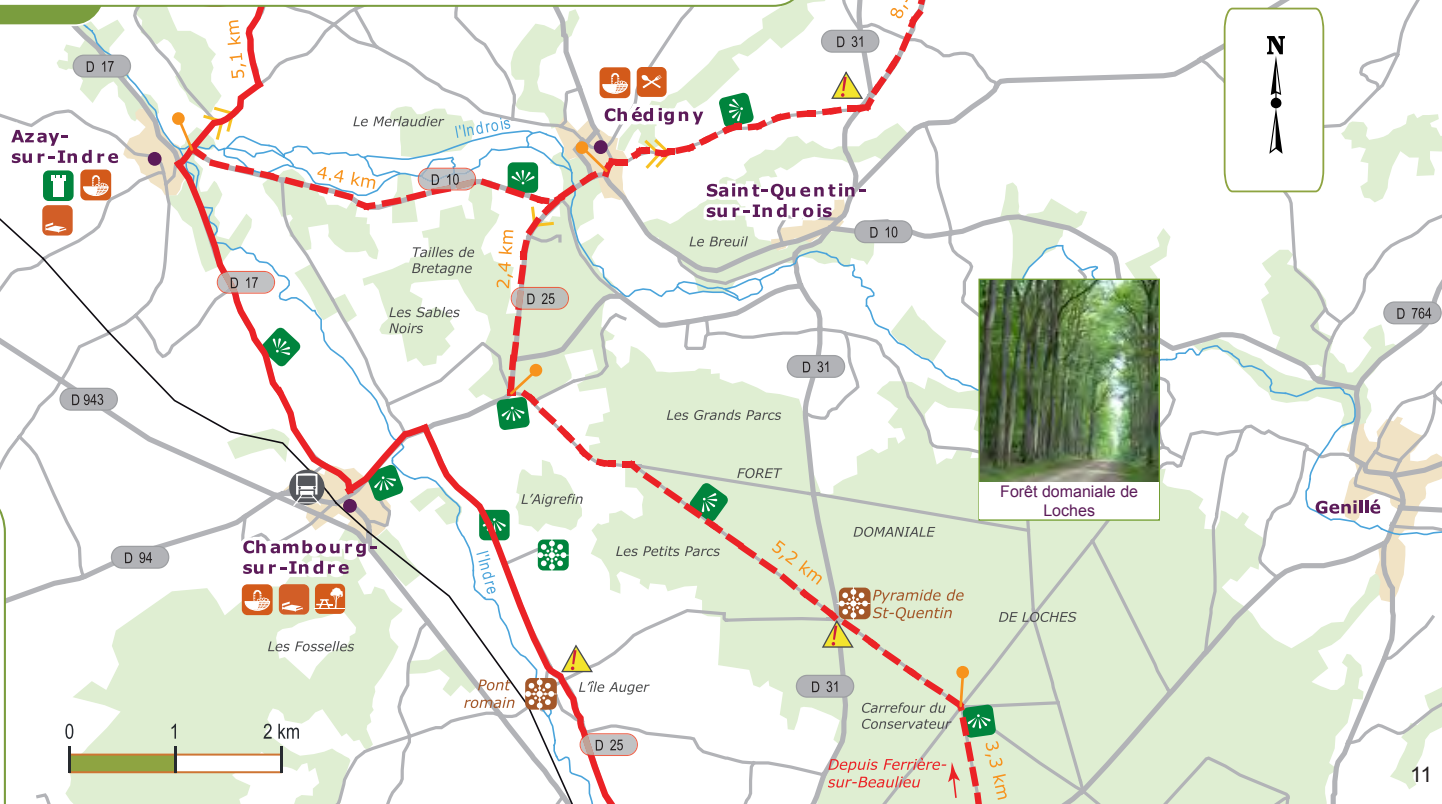 8,
D 31
5,1 km
D 17
N
Chédigny
Le Merlaudier
l'Indrois
Azay-
sur-Indre
4.4 km
D 10
Saint-Quentin-
sur-Indrois
D 10
Le Breuil
Tailles de
Bretagne
2,4 km
D 17
D 25
Les Sables
Noirs
D 764
D 31
D 943
Les Grands Parcs
FORET
Forêt domaniale de
Loches
L'Aigrefin
Genillé
DOMANIALE
Chambourg-
sur-Indre
D 94
Les Petits Parcs
5,2 km
l'Indre
Pyramide de
St-Quentin
DE LOCHES
Les Fosselles
Pont
romain
L'île Auger
D 31
Carrefour du
Conservateur
0 1 2 km
D 25
3,3 km
Depuis Ferrière-
sur-Beaulieu
11